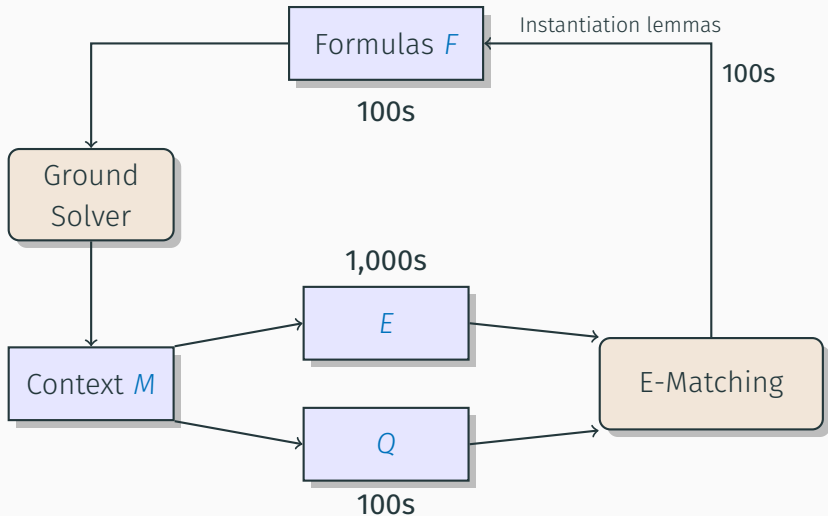 Instantiation lemmas
Formulas F
100s
100s
Ground
Solver
1,000s
E
Context M
E-Matching
Q
100s